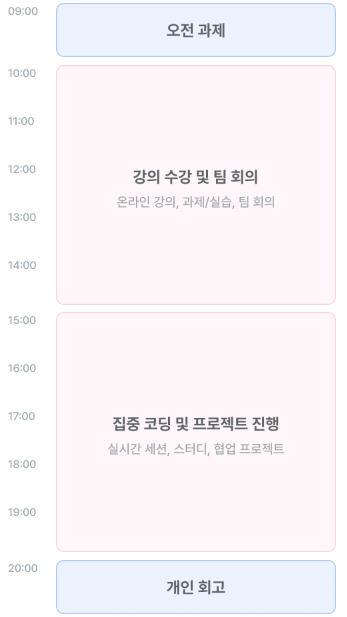 09:00
오전 과제
10:00
11:00
12:00
강의 수강 및 팀 회의
온라인 강의, 과제/실습, 팀 회의
13:00
14:00
15:00
16:00
17:00
집중 코딩 및 프로젝트 진행
실시간 세션, 스터디, 협업 프로젝트
18:00
19:00
20:00
개인 회고